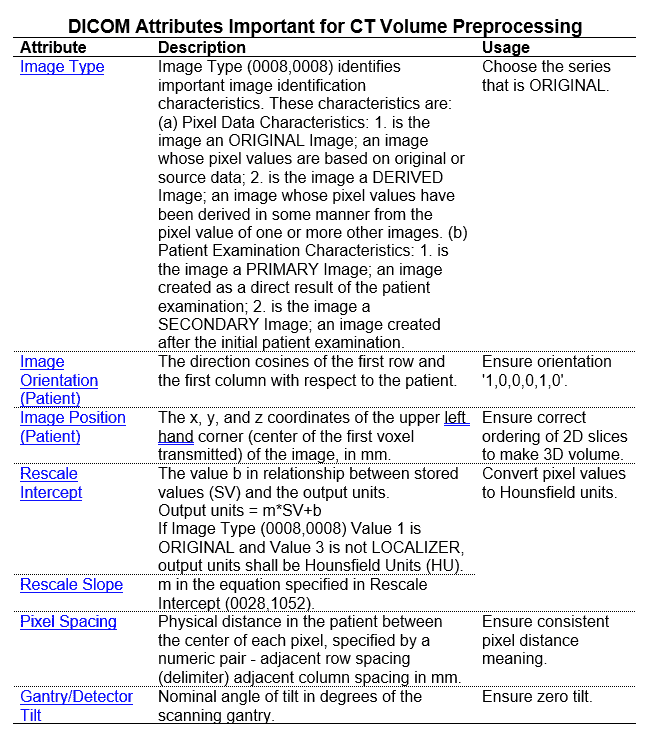 DICOM Attributes Important for CT Volume Preprocessing
Attribute Description Usage
Image Type Image Type (0008,0008) identifies Choose the series
important image identification that is ORIGINAL.
characteristics. These characteristics are:
(a) Pixel Data Characteristics: 1. is the
image an ORIGINAL Image; an image
whose pixel values are based on original or
source data; 2. is the image a DERIVED
Image; an image whose pixel values have
been derived in some manner from the
pixel value of one or more other images. (b)
Patient Examination Characteristics: 1. is
the image a PRIMARY Image; an image
created as a direct result of the patient
examination; 2. is the image a
SECONDARY Image; an image created
after the initial patient examination.
Image The direction cosines of the first row and Ensure orientation
Orientation the first column with respect to the patient. '1,0,0,0,1,0'.
(Patient)
Image Position The x, y, and z coordinates of the upper left Ensure correct
(Patient) hand corner (center of the first voxel ordering of 2D slices
transmitted) of the image, in mm. to make 3D volume.
Rescale The value b in relationship between stored Convert pixel values
Intercept values (SV) and the output units. to Hounsfield units.
Output units = m*SV+b
If Image Type (0008,0008) Value 1 is
ORIGINAL and Value 3 is not LOCALIZER,
output units shall be Hounsfield Units (HU).
Rescale Slope m in the equation specified in Rescale
Intercept (0028,1052).
Pixel Spacing Physical distance in the patient between Ensure consistent
the center of each pixel, specified by a pixel distance
numeric pair - adjacent row spacing meaning.
(delimiter) adjacent column spacing in mm.
Gantry/Detector Nominal angle of tilt in degrees of the Ensure zero tilt.
Tilt scanning gantry.